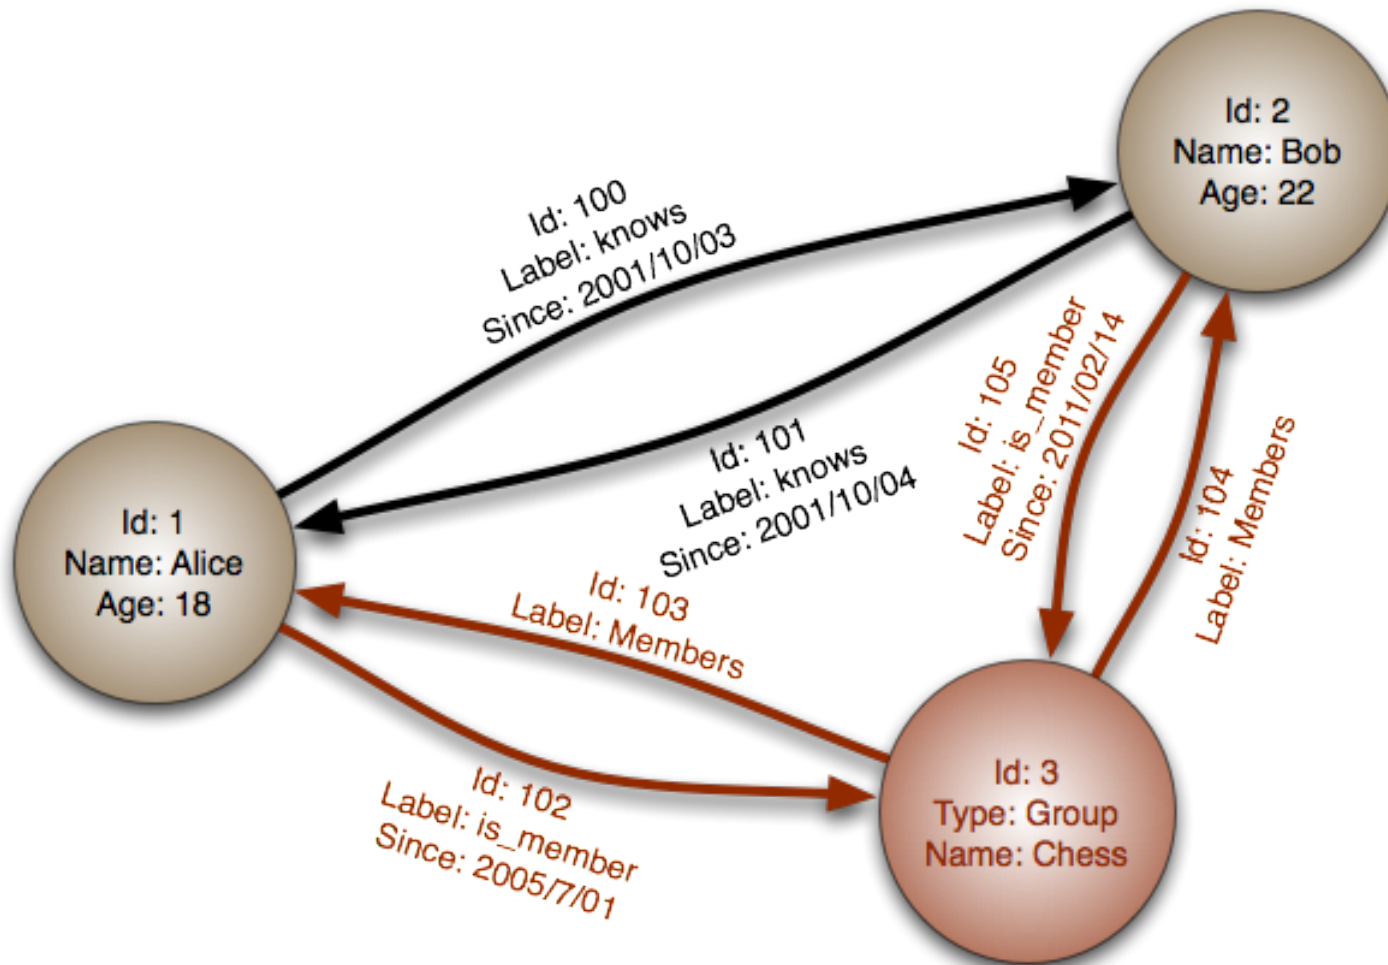 Id: 2
Name: Bob
Age: 22
Id: 100
Label: knows
Since: 2001/10/03
Id: 101
Label: knows
Since: 2001/10/04
Id: 105
Label: is_member
Since: 2011/02/14
Id: 104
Label: Members
Id: 1
Name: Alice
Age: 18
Id: 103
Label: Members
Id: 102
Label: is_member
Since: 2005/7/01
Id: 3
Type: Group
Name: Chess